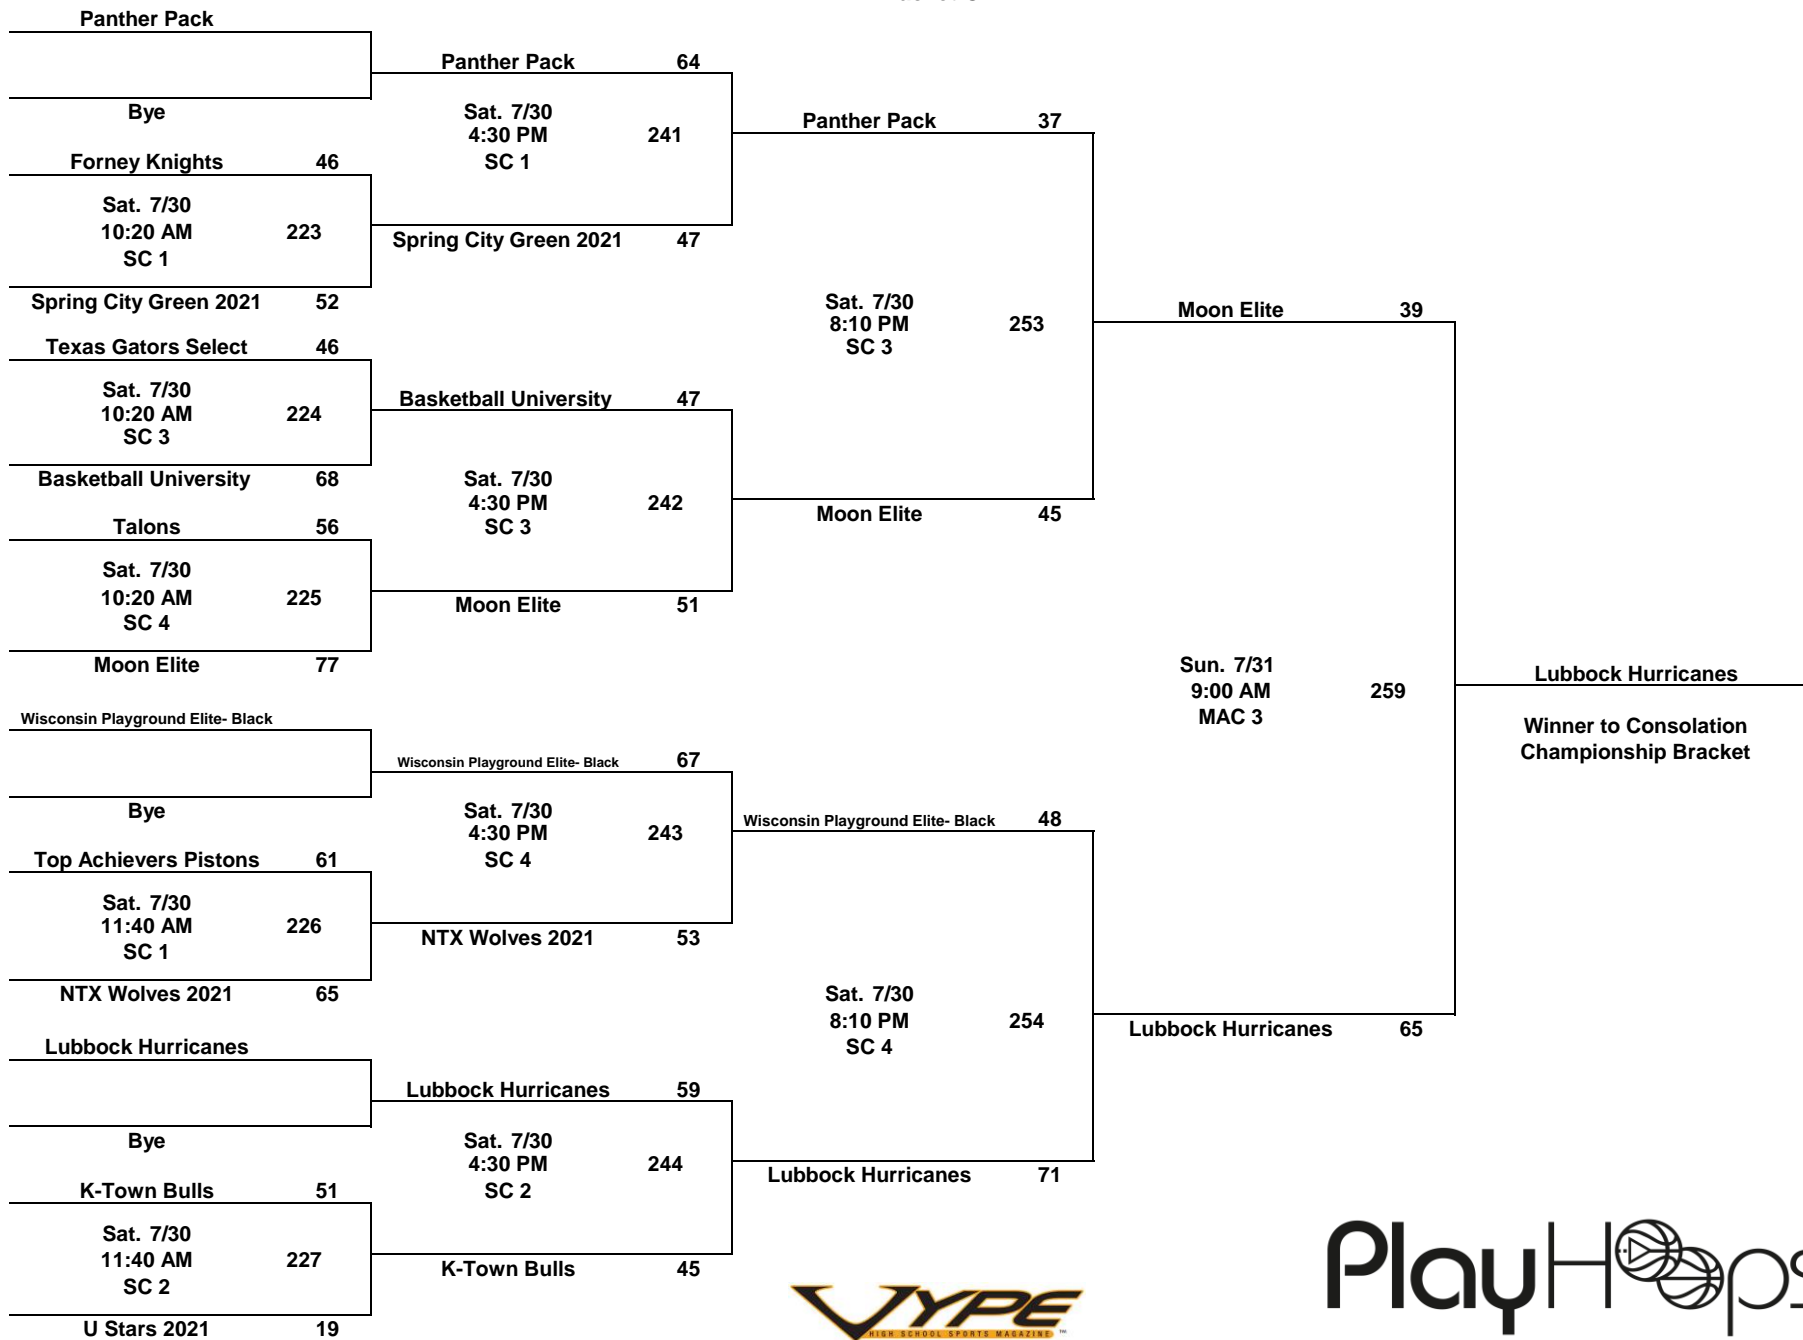 Panther Pack
Bye
Forney Knights 46
Sat. 7/30
10:20 AM 223
SC 1
Spring City Green 2021 52
Texas Gators Select 46
Sat. 7/30
10:20 AM 224
SC 3
Basketball University 68
Talons 56
Sat. 7/30
10:20 AM 225
SC 4
Moon Elite 77
Wisconsin Playground Elite- Black
Bye
Top Achievers Pistons 61
Sat. 7/30
11:40 AM 226
SC 1
NTX Wolves 2021 65
Lubbock Hurricanes
Bye
K-Town Bulls 51
Sat. 7/30
11:40 AM 227
SC 2
U Stars 2021 19
Panther Pack 64
Sat. 7/30
4:30 PM 241
SC 1
Spring City Green 2021 47
Basketball University 47
Sat. 7/30
4:30 PM 242
SC 3
Moon Elite 51
Wisconsin Playground Elite- Black 67
Sat. 7/30
4:30 PM 243
SC 4
NTX Wolves 2021 53
Lubbock Hurricanes 59
Sat. 7/30
4:30 PM 244
SC 2
K-Town Bulls 45
Panther Pack 37
Sat. 7/30
8:10 PM 253
SC 3
Moon Elite 45
Wisconsin Playground Elite- Black 48
Sat. 7/30
8:10 PM 254
SC 4
Lubbock Hurricanes 71
Moon Elite 39
Sun. 7/31
9:00 AM 259
MAC 3
Lubbock Hurricanes 65
Lubbock Hurricanes
Winner to Consolation
Championship Bracket
VYPE
HIGH SCHOOL SPORTS MAGAZINE ™
PlayHoops